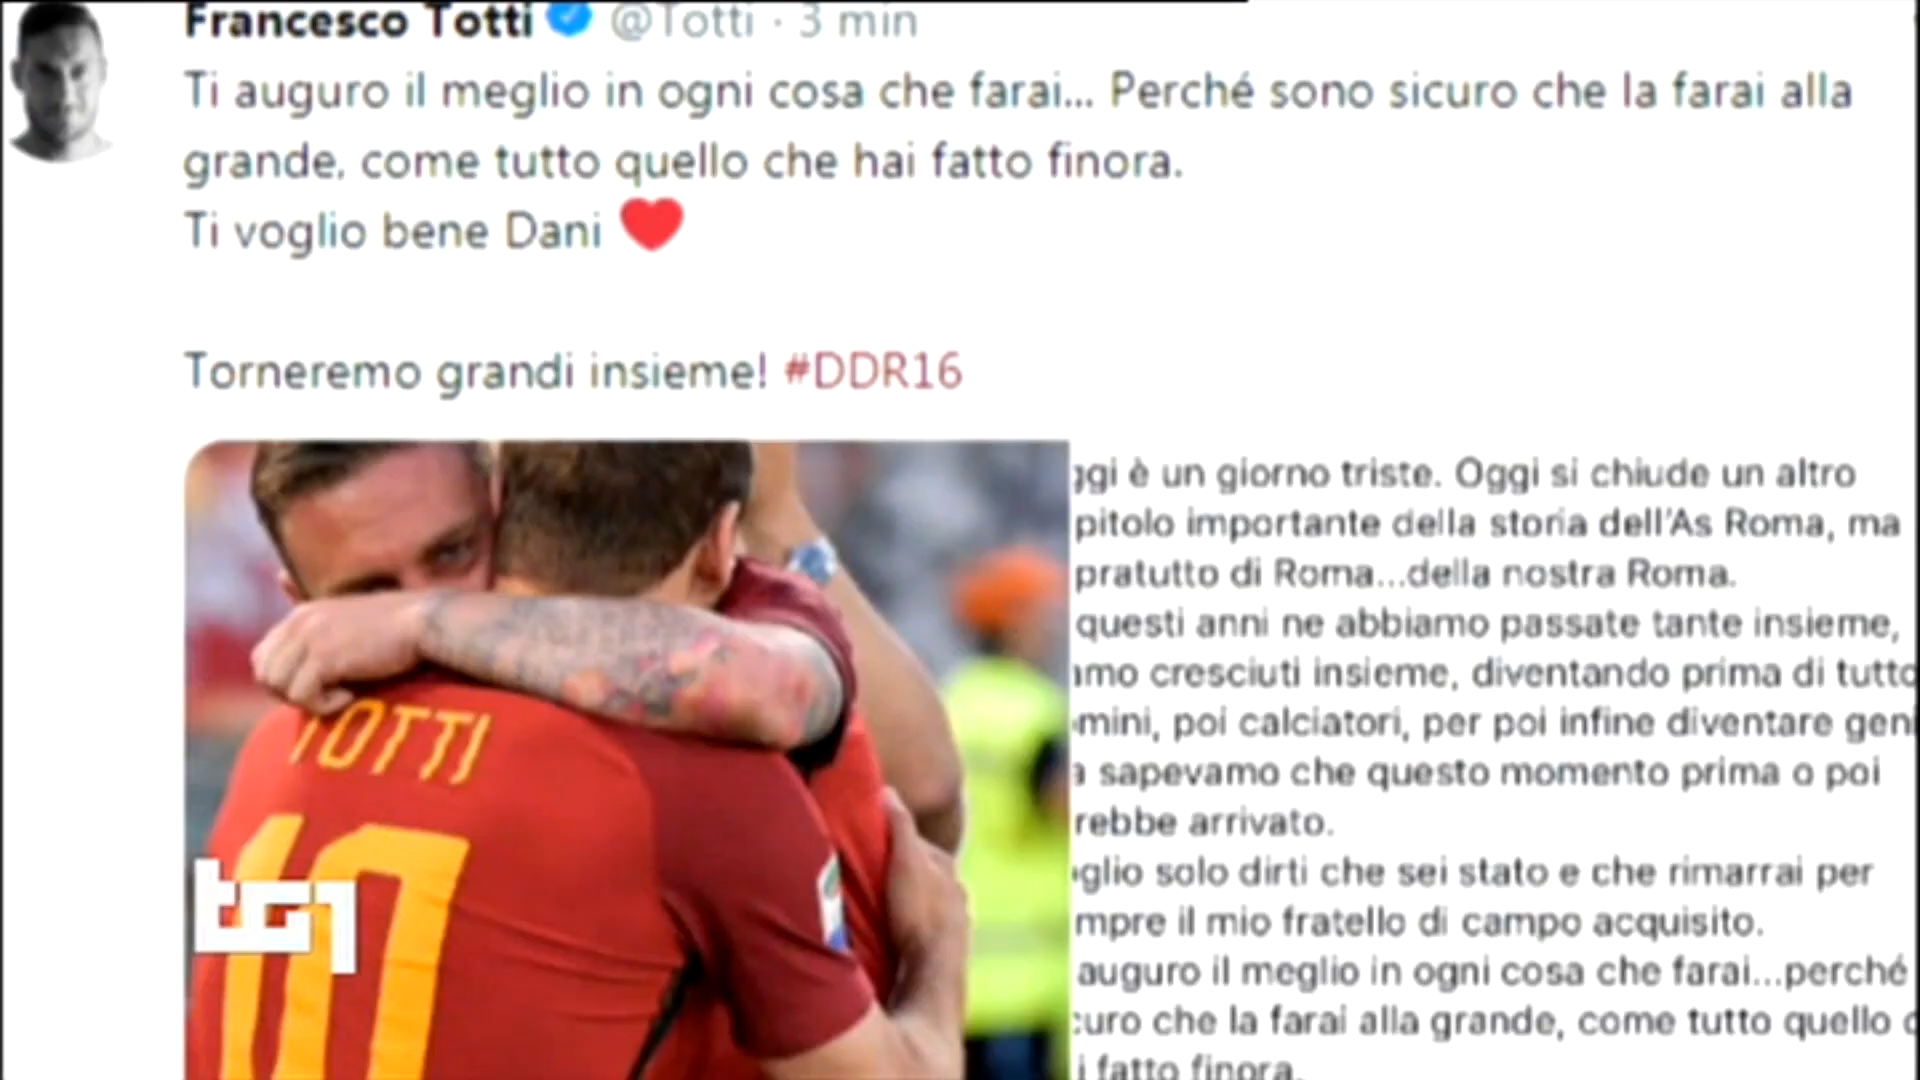 Francesco Totti @Totti · 3 min
Ti auguro il meglio in ogni cosa che farai... Perché sono sicuro che la farai alla
grande, come tutto quello che hai fatto finora.
Ti voglio bene Dani ❤
Torneremo grandi insieme! #DDR16
TOTTI
10
tg1
ggi è un giorno triste. Oggi si chiude un altro
pitolo importante della storia dell'As Roma, ma
pratutto di Roma...della nostra Roma.
questi anni ne abbiamo passate tante insieme,
amo cresciuti insieme, diventando prima di tutto
mini, poi calciatori, per poi infine diventare geni
a sapevamo che questo momento prima o poi
rebbe arrivato.
oglio solo dirti che sei stato e che rimarrai per
mpre il mio fratello di campo acquisito.
auguro il meglio in ogni cosa che farai...perché
curo che la farai alla grande, come tutto quello c
i fatto finora.